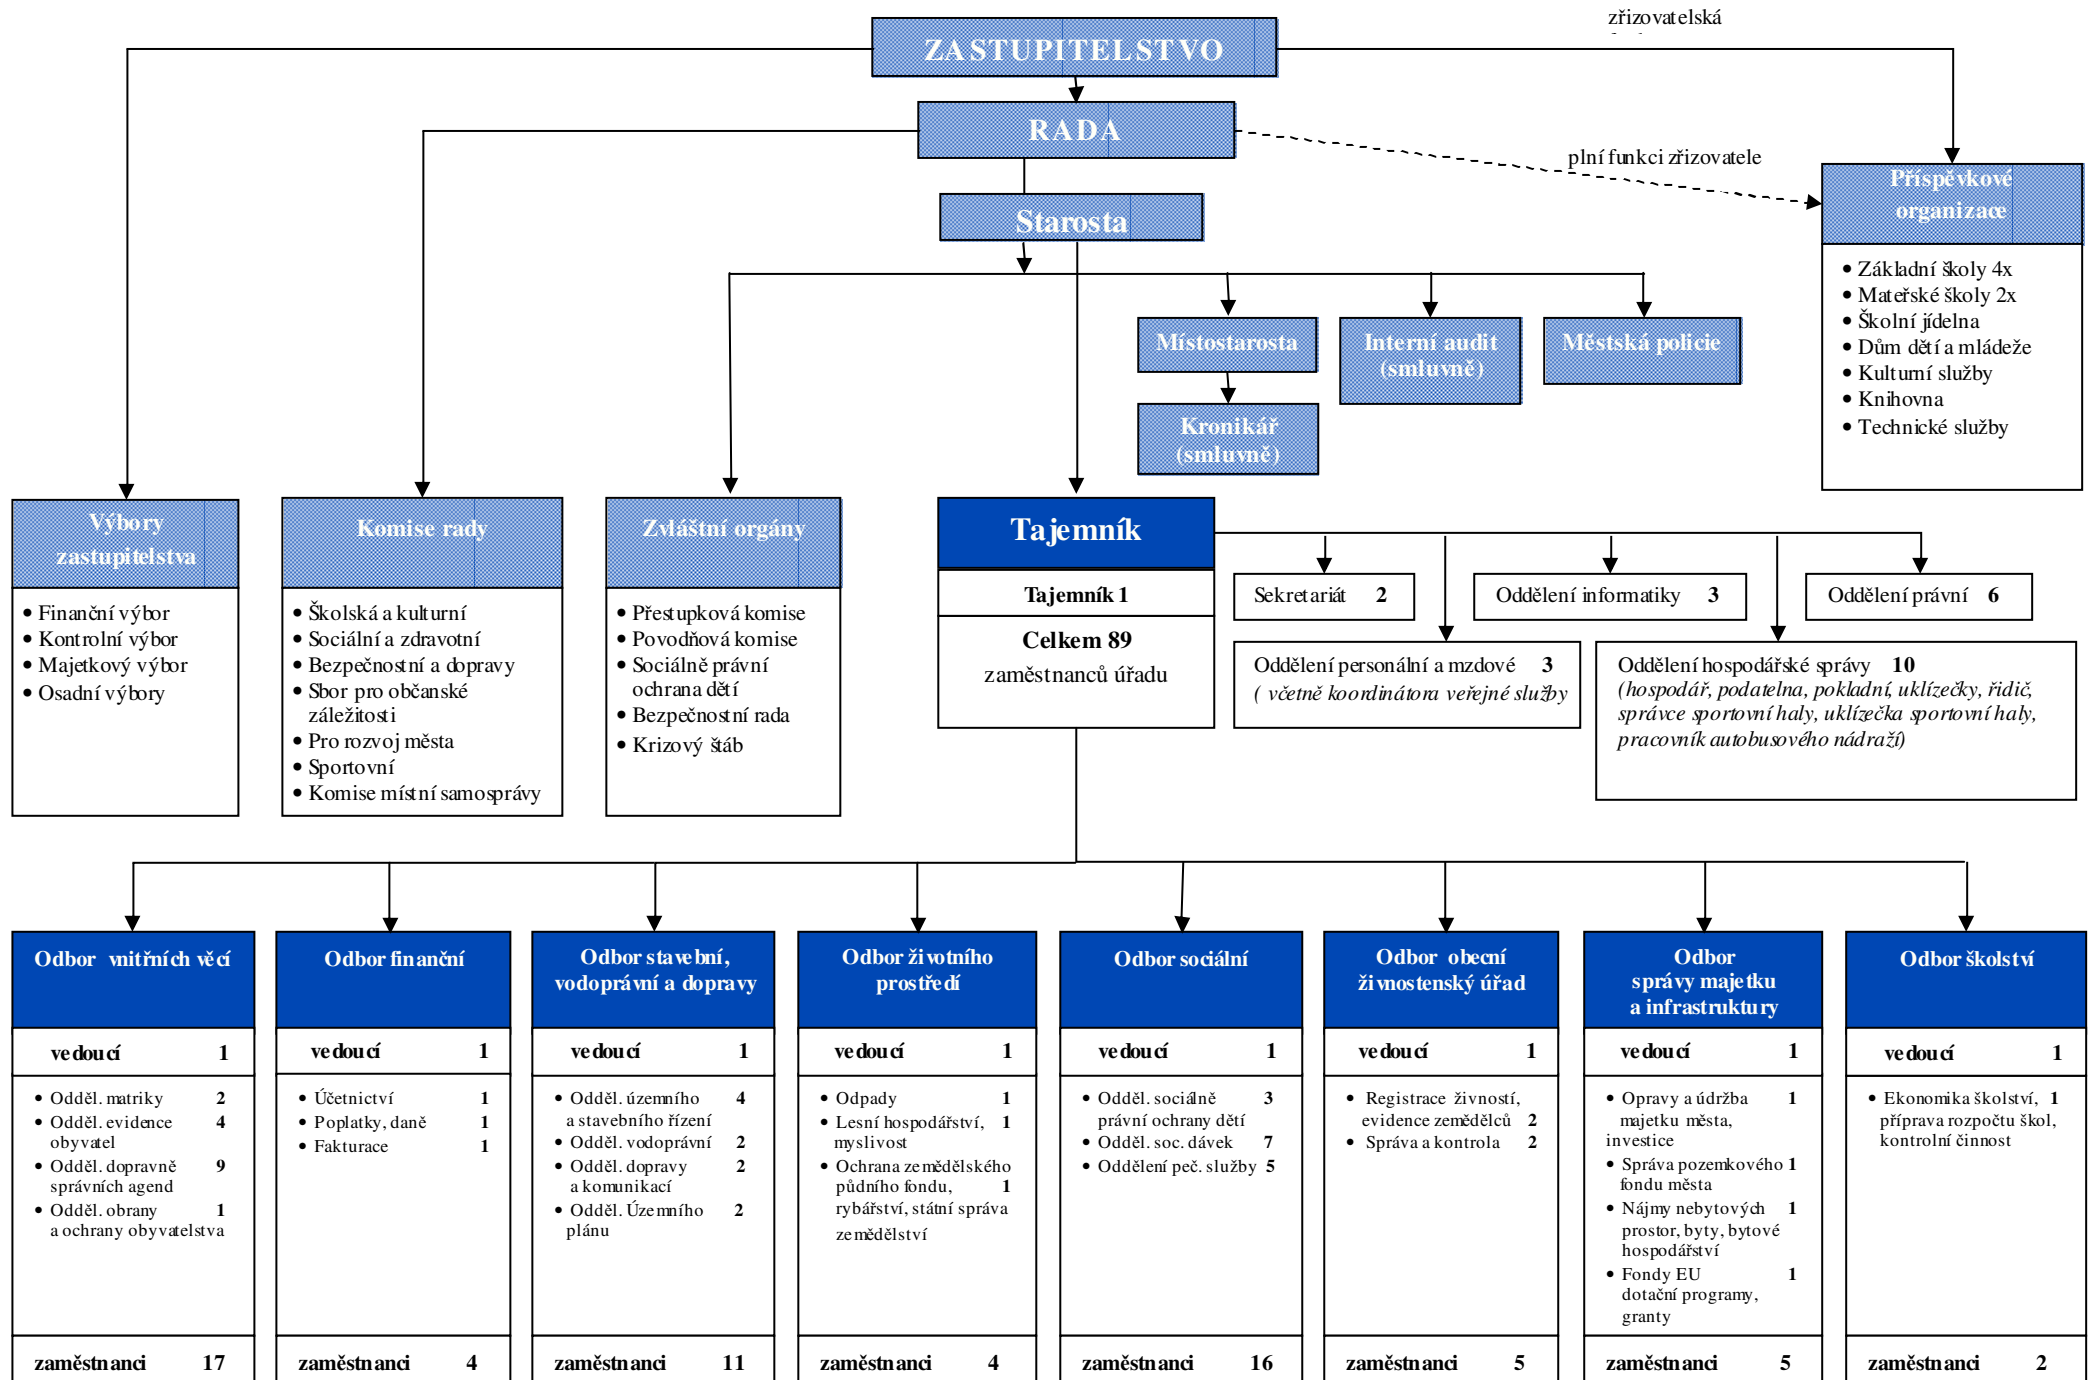 zřizovatelská
ZASTUPITELSTVO
RADA
plní funkci zřizovatele
Starosta
Příspěvkové
organizace
• Základní školy 4x
• Mateřské školy 2x
• Školní jídelna
• Dům dětí a mládeže
• Kulturní služby
• Knihovna
• Technické služby
Místostarosta
Interní audit
(smluvně)
Městská policie
Kronikář
(smluvně)
Výbory
zastupitelstva
• Finanční výbor
• Kontrolní výbor
• Majetkový výbor
• Osadní výbory
Komise rady
• Školská a kulturní
• Sociální a zdravotní
• Bezpečnostní a dopravy
• Sbor pro občanské
záležitosti
• Pro rozvoj města
• Sportovní
• Komise místní samosprávy
Zvláštní orgány
• Přestupková komise
• Povodňová komise
• Sociálně právní
ochrana dětí
• Bezpečnostní rada
• Krizový štáb
Tajemník
Tajemník 1
Celkem 89
zaměstnanců úřadu
Sekretariát 2
Oddělení informatiky 3
Oddělení právní 6
Oddělení personální a mzdové 3
( včetně koordinátora veřejné služby
Oddělení hospodářské správy 10
(hospodář, podatelna, pokladní, uklízečky, řidič,
správce sportovní haly, uklízečka sportovní haly,
pracovník autobusového nádraží)
Odbor vnitřních věcí
vedoucí 1
• Odděl. matriky 2
• Odděl. evidence 4
obyvatel
• Odděl. dopravně 9
správních agend
• Odděl. obrany 1
a ochrany obyvatelstva
zaměstnanci 17
Odbor finanční
vedoucí 1
• Účetnictví 1
• Poplatky, daně 1
• Fakturace 1
zaměstnanci 4
Odbor stavební,
vodoprávní a dopravy
vedoucí 1
• Odděl. územního 4
a stavebního řízení
• Odděl. vodoprávní 2
• Odděl. dopravy 2
a komunikací
• Odděl. Územního 2
plánu
zaměstnanci 11
Odbor životního
prostředí
vedoucí 1
• Odpady 1
• Lesní hospodářství, 1
myslivost
• Ochrana zemědělského
půdního fondu, 1
rybářství, státní správa
zemědělství
zaměstnanci 4
Odbor sociální
vedoucí 1
• Odděl. sociálně 3
právní ochrany dětí
• Odděl. soc. dávek 7
• Oddělení peč. služby 5
zaměstnanci 16
Odbor obecní
živnostenský úřad
vedoucí 1
• Registrace živností,
evidence zemědělců 2
• Správa a kontrola 2
zaměstnanci 5
Odbor
správy majetku
a infrastruktury
vedoucí 1
• Opravy a údržba 1
majetku města,
investice
• Správa pozemkového 1
fondu města
• Nájmy nebytových 1
prostor, byty, bytové
hospodářství
• Fondy EU 1
dotační programy,
granty
zaměstnanci 5
Odbor školství
vedoucí 1
• Ekonomika školství, 1
příprava rozpočtu škol,
kontrolní činnost
zaměstnanci 2